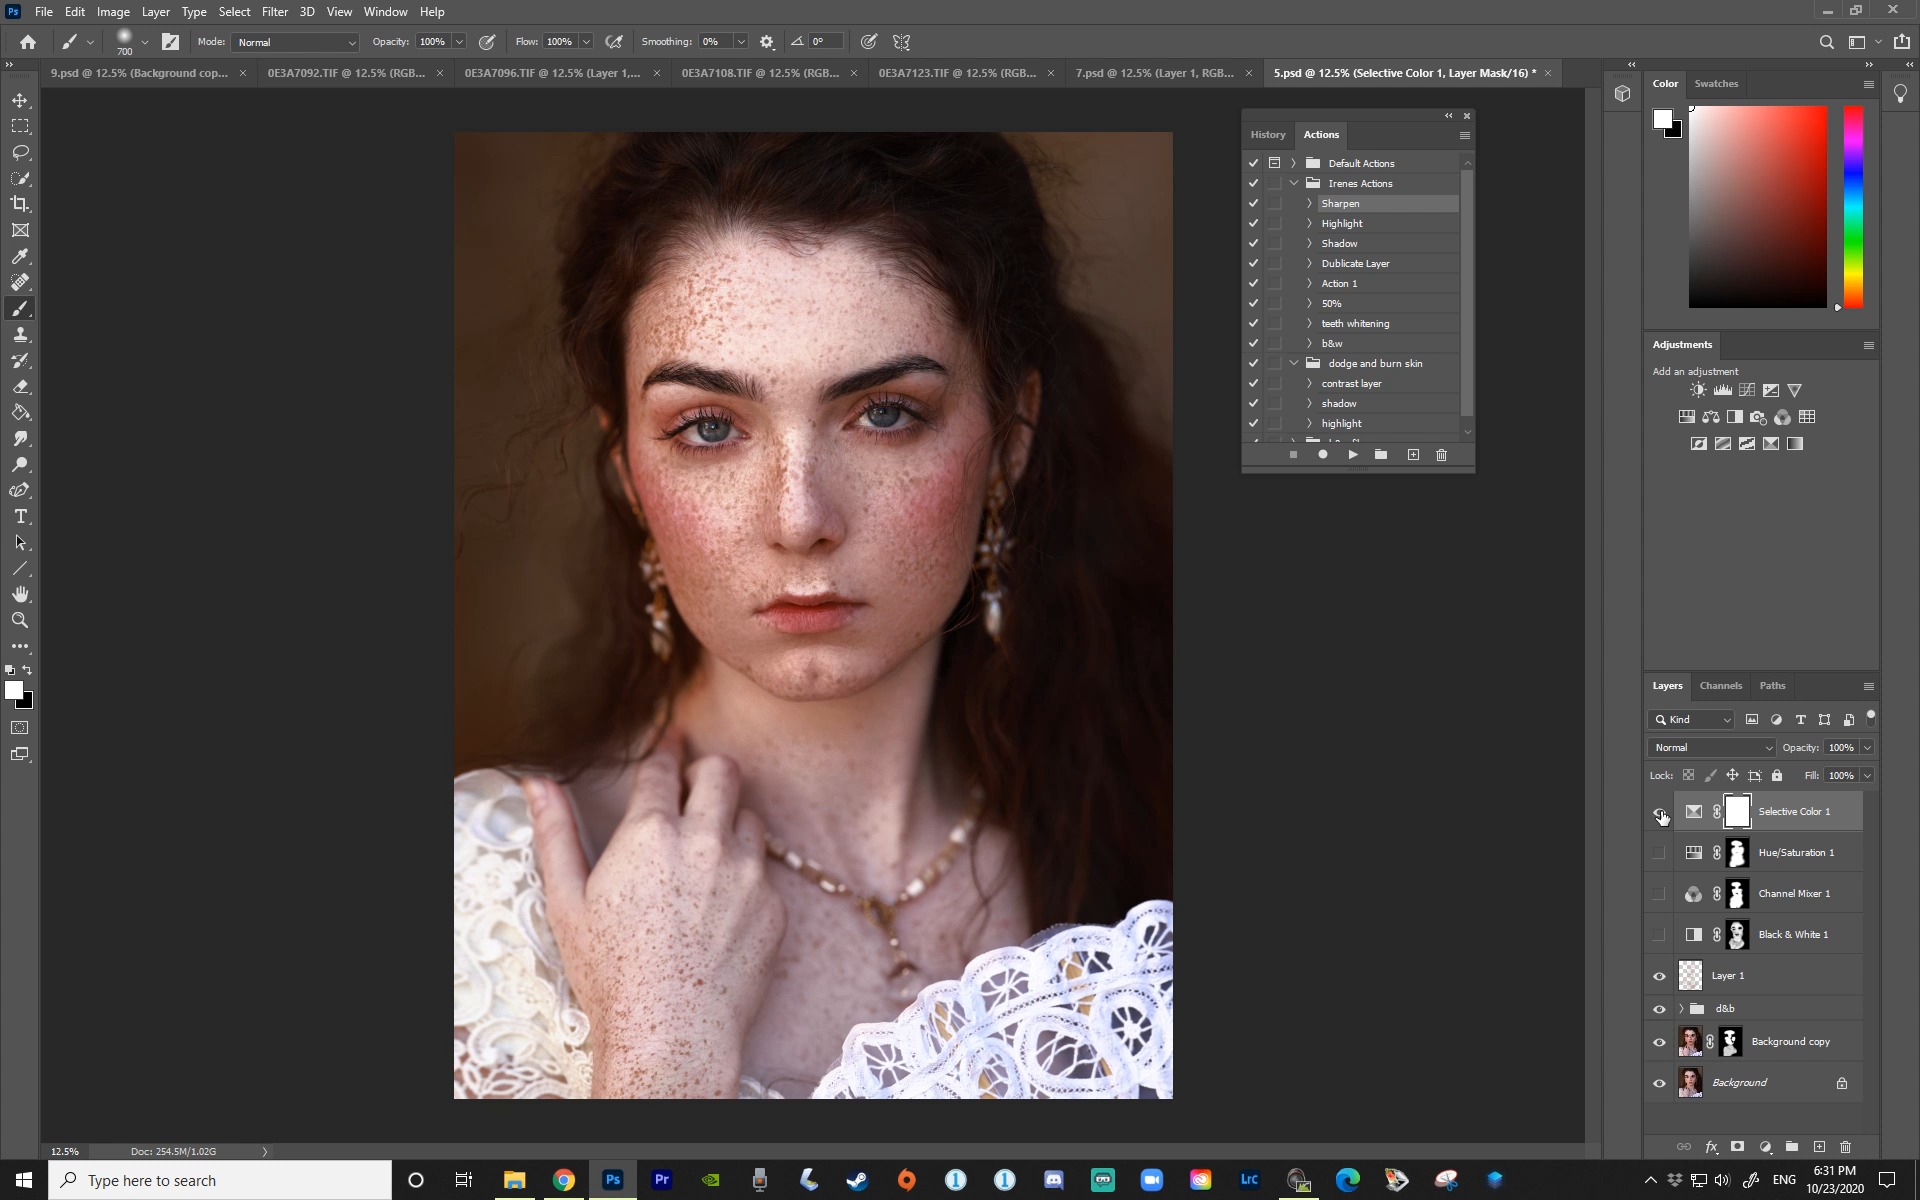 Ps File Edit Image Layer Type Select Filter 3D View Window Help
700 Mode: Normal Opacity: 100% Flow: 100% Smoothing: 0% 0°
9.psd @ 12.5% (Background cop... × 0E3A7092.TIF @ 12.5% (RGB... × 0E3A7096.TIF @ 12.5% (Layer 1,... × 0E3A7108.TIF @ 12.5% (RGB... × 0E3A7123.TIF @ 12.5% (RGB... × 7.psd @ 12.5% (Layer 1, RGB... × 5.psd @ 12.5% (Selective Color 1, Layer Mask/16) * ×
History Actions
Default Actions
Irenes Actions
Sharpen
Highlight
Shadow
Dublicate Layer
Action 1
50%
teeth whitening
b&w
dodge and burn skin
contrast layer
shadow
highlight
Color Swatches
Adjustments
Add an adjustment
Layers Channels Paths
Kind
Normal Opacity: 100%
Lock: Fill: 100%
Selective Color 1
Hue/Saturation 1
Channel Mixer 1
Black & White 1
Layer 1
d&b
Background copy
Background
12.5% Doc: 254.5M/1.02G
Type here to search
Ps Pr Lrc
ENG
6:31 PM
10/23/2020